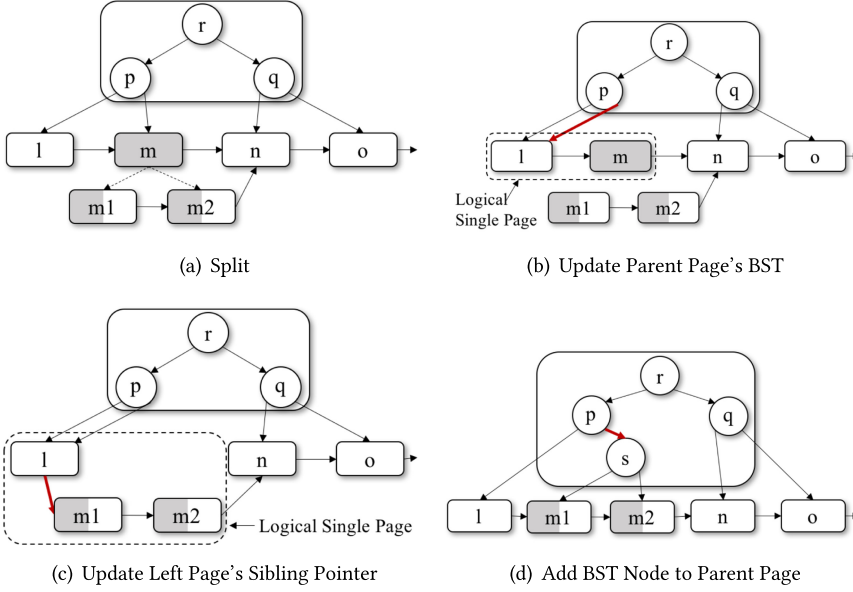 r
p q
l m n o
m1 m2
(a) Split
r
p q
l m n o
Logical
Single Page
m1 m2
(b) Update Parent Page's BST
r
p q
l n o
m1 m2
Logical Single Page
(c) Update Left Page's Sibling Pointer
r
p q
s
l m1 m2 n o
(d) Add BST Node to Parent Page